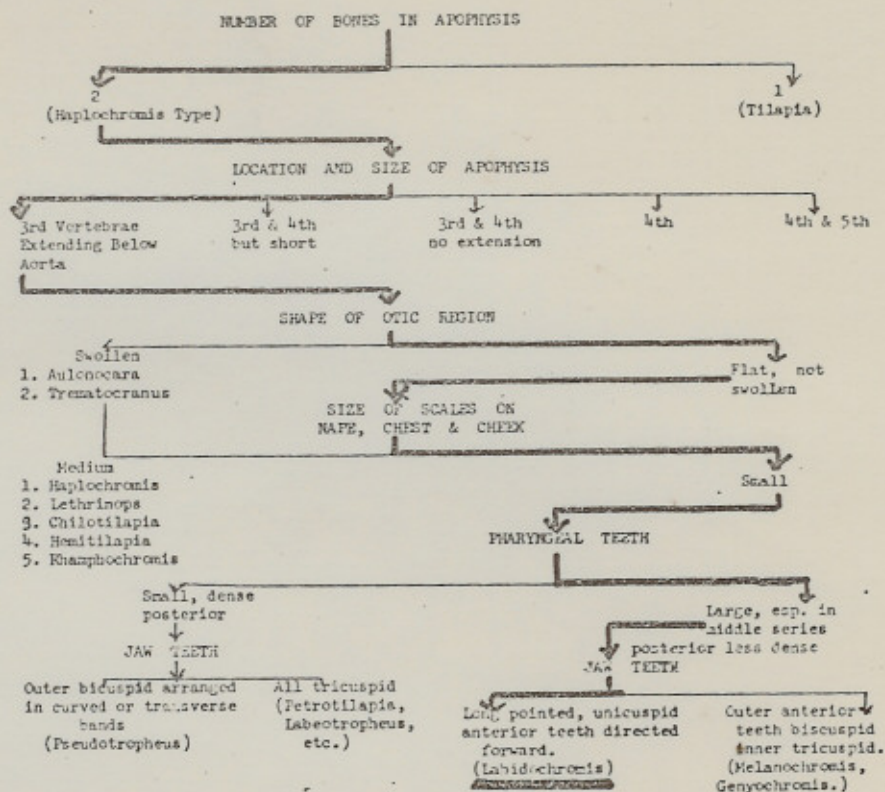 NUMBER OF BONES IN APOPHYSIS
2
(Haplochromis Type)
1
(Tilapia)
LOCATION AND SIZE OF APOPHYSIS
3rd Vertebrae
Extending Below
Aorta
3rd & 4th
but short
3rd & 4th
no extension
4th
4th & 5th
SHAPE OF OTIC REGION
Swollen
1. Aulonocara
2. Trematocranus
Flat, not
swollen
SIZE OF SCALES ON
NAPE, CHEST & CHEEK
Medium
1. Haplochromis
2. Lethrinops
3. Chilotilapia
4. Hemitilapia
5. Rhamphochromis
Small
PHARYNGEAL TEETH
Small, dense
posterior
JAW TEETH
Outer bicuspid arranged
in curved or transverse
bands
(Pseudotropheus)
All tricuspid
(Petrotilapia,
Labeotropheus,
etc.)
Large, esp. in
middle series
posterior less dense
JAW TEETH
Long pointed, unicuspid
anterior teeth directed
forward.
(Labidochromis)
Outer anterior
teeth biscuspid
inner tricuspid.
(Melanochromis,
Genyochromis.)